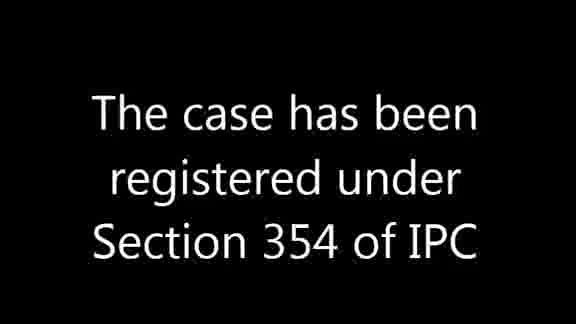 The case has been
registered under
Section 354 of IPC